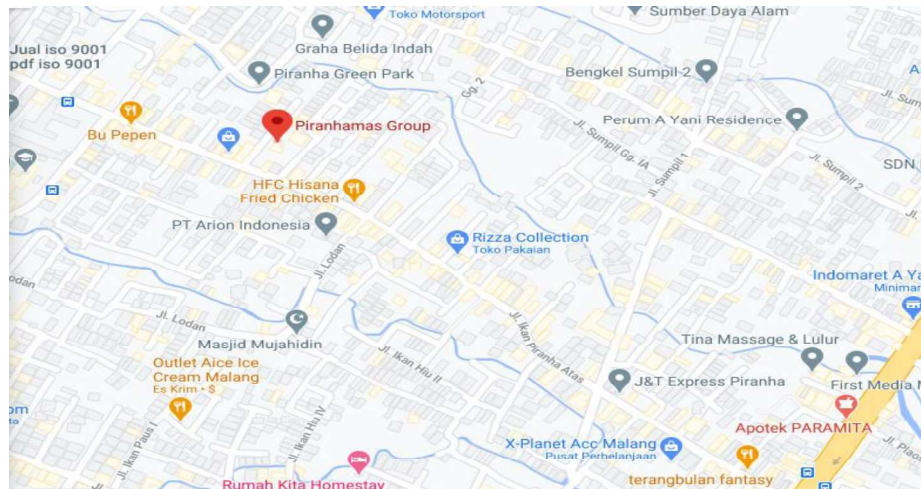 Toko Motorsport
Sumber Daya Alam
Graha Belida Indah
Jual iso 9001
pdf iso 9001
Piranha Green Park
Gg. 2
Bengkel Sumpil 2
Bu Pepen
Piranhamas Group
Jl. Sumpil Gg. IA
Perum A Yani Residence
Jl. Sumpil 2
SDN
Jl. Sumpil 1
HFC Hisana
Fried Chicken
PT Arion Indonesia
Rizza Collection
Toko Pakaian
Jl. Lodan
Indomaret A Ya
Minimar
Jl. Lodan
Masjid Mujahidin
Jl. Ikan Piranha Atas
Tina Massage & Lulur
Jl. Ikan Hiu II
Outlet Aice Ice
Cream Malang
Es Krim • $
J&T Express Piranha
First Media M
Jl. Ikan Paus I
Jl. Ikan Hiu IV
Apotek PARAMITA
X-Planet Acc Malang
Pusat Perbelanjaan
terangbulan fantasy
Rumah Kita Homestay